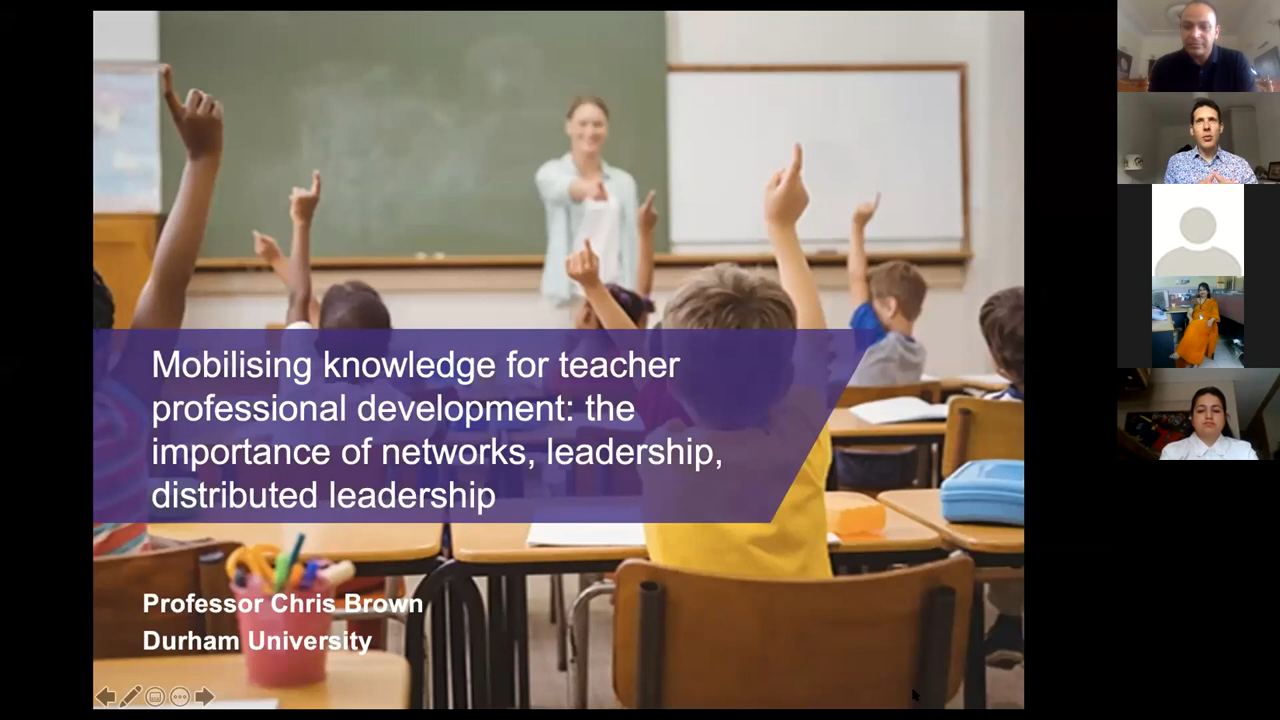 Mobilising knowledge for teacher
professional development: the
importance of networks, leadership,
distributed leadership
Professor Chris Brown
Durham University